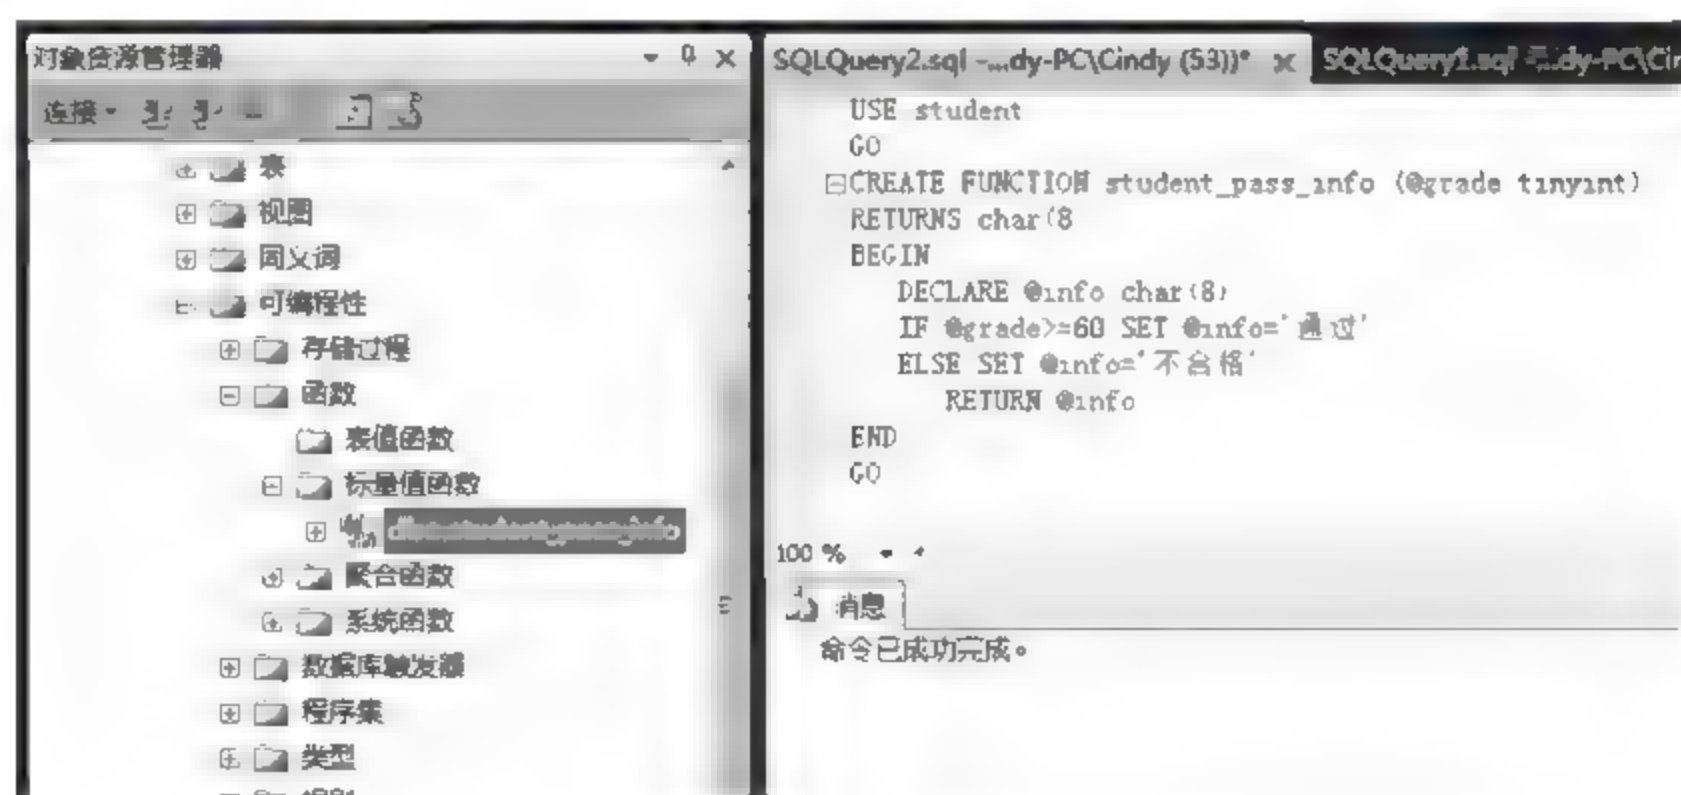 对象资源管理器
连接
表
视图
同义词
可编程性
存储过程
函数
表值函数
标量值函数
聚合函数
系统函数
数据库触发器
程序集
类型
SQLQuery2.sql -...dy-PC\Cindy (53))* SQLQuery1.sql -...dy-PC\Cin
USE student
GO
CREATE FUNCTION student_pass_info (@grade tinyint)
RETURNS char(8
BEGIN
DECLARE @info char(8)
IF @grade>=60 SET @info='通过'
ELSE SET @info='不合格'
RETURN @info
END
GO
100 %
消息
命令已成功完成。